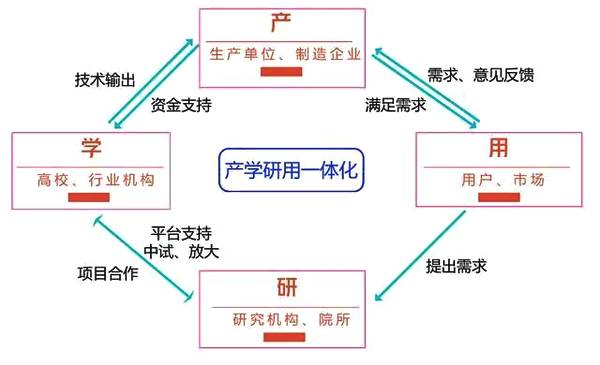 产
生产单位、制造企业
技术输出
资金支持
需求、意见反馈
满足需求
学
高校、行业机构
产学研用一体化
用
用户、市场
平台支持
中试、放大
项目合作
提出需求
研
研究机构、院所